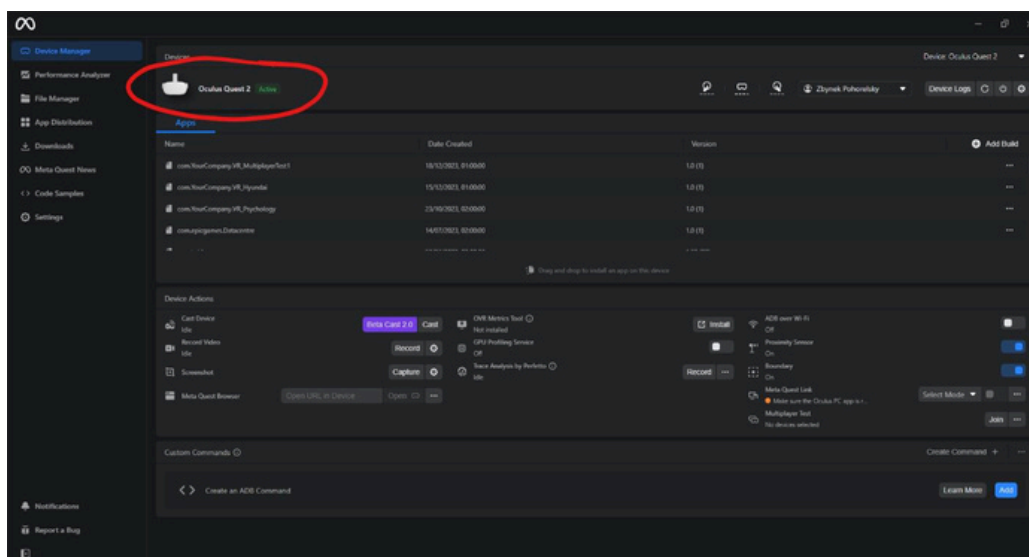 Device Manager
Performance Analyzer
File Manager
App Distribution
Downloads
Meta Quest News
Code Samples
Settings
Notifications
Report a Bug
Devices
Device: Oculus Quest 2
Oculus Quest 2 Active
Zbynek Pohorelsky
Device Logs
Apps
Name Date Created Version Add Build
com.YourCompany.VR_MultiplayerTest1 18/12/2023, 01:00:00 1.0 (1)
com.YourCompany.VR_Hyundai 15/12/2023, 01:00:00 1.0 (1)
com.YourCompany.VR_Psychology 23/10/2023, 02:00:00 1.0 (1)
com.epicgames.Datacentre 14/07/2023, 02:00:00 1.0 (1)
Drag and drop to install an app on this device
Device Actions
Cast Device
Idle
Beta Cast 2.0 Cast
Record Video
Idle
Record
Screenshot
Capture
Meta Quest Browser
Open URL in Device Open
OVR Metrics Tool
Not installed
Install
GPU Profiling Service
Off
Trace Analysis by Perfetto
Idle
Record
ADB over Wi-Fi
Off
Proximity Sensor
On
Boundary
On
Meta Quest Link
Make sure the Oculus PC app is r...
Select Mode
Multiplayer Test
No devices selected
Join
Custom Commands
Create Command +
Create an ADB Command
Learn More Add